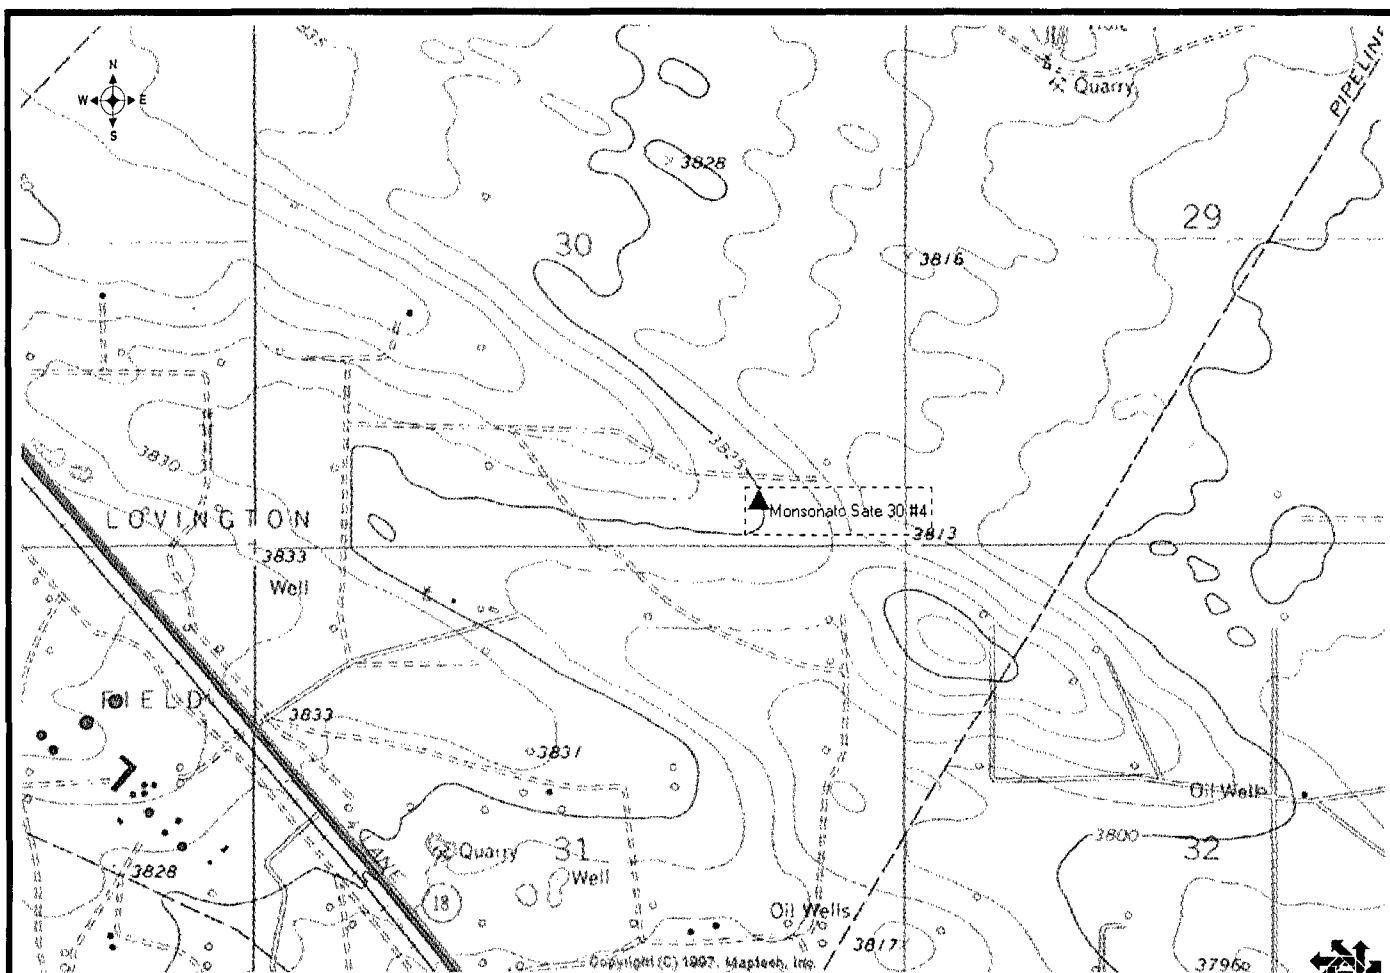 N
W E
S
Quarry
PIPELINE
3828
29
30
3816
3825
3830
Monsonato Sate 30 #4
LOVINGTON
3813
3833
Well
FIELD
3833
3831
Oil Wells
3800
Quarry
31
32
3828
Well
18
Oil Wells
3817
3796
Copyright (C) 1997, Maptech, Inc.